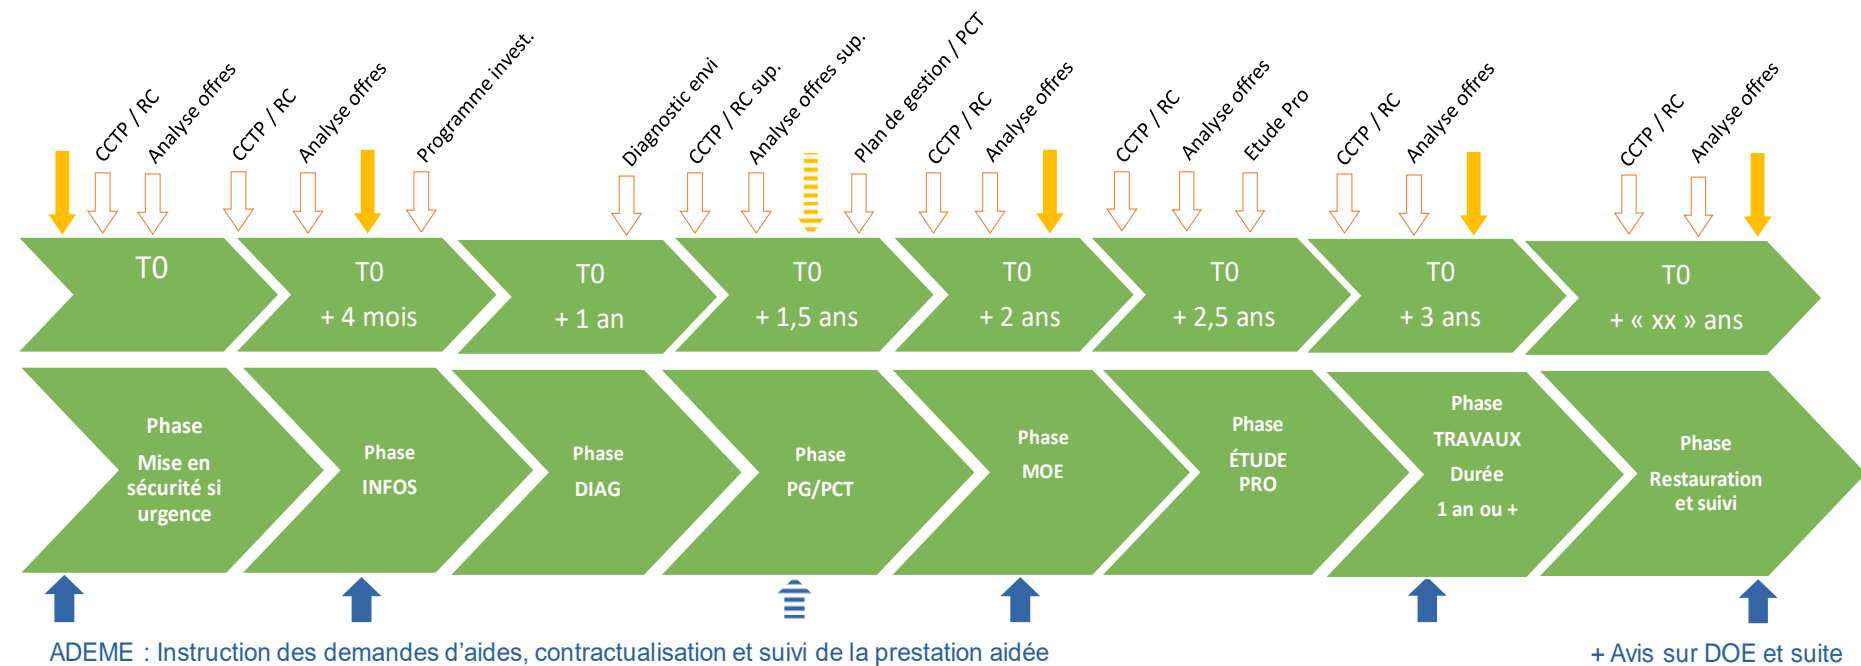 CCTP / RC
Analyse offres
CCTP / RC
Analyse offres
Programme invest.
Diagnostic envi
CCTP / RC sup.
Analyse offres sup.
Plan de gestion / PCT
CCTP / RC
Analyse offres
CCTP / RC
Analyse offres
Etude Pro
CCTP / RC
Analyse offres
CCTP / RC
Analyse offres
T0
T0
+ 4 mois
T0
+ 1 an
T0
+ 1,5 ans
T0
+ 2 ans
T0
+ 2,5 ans
T0
+ 3 ans
T0
+ « xx » ans
Phase
Mise en
sécurité si
urgence
Phase
INFOS
Phase
DIAG
Phase
PG/PCT
Phase
MOE
Phase
ÉTUDE
PRO
Phase
TRAVAUX
Durée
1 an ou +
Phase
Restauration
et suivi
ADEME : Instruction des demandes d’aides, contractualisation et suivi de la prestation aidée
+ Avis sur DOE et suite